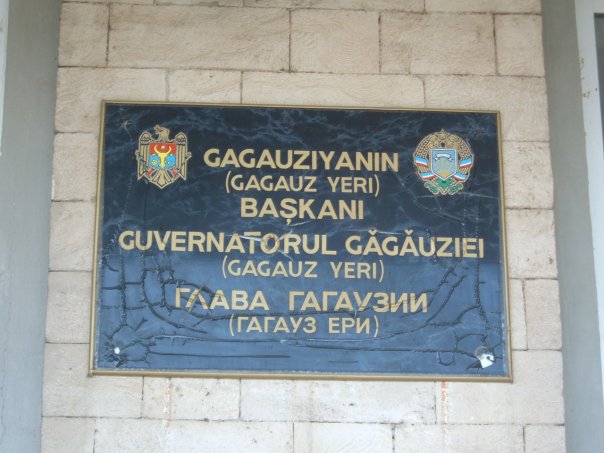 GAGAUZIYANIN
(GAGAUZ YERI)
BAŞKANI
GUVERNATORUL GĂGĂUZIEI
(GAGAUZ YERI)
ГЛАВА ГАГАУЗИИ
(ГАГАУЗ ЕРИ)